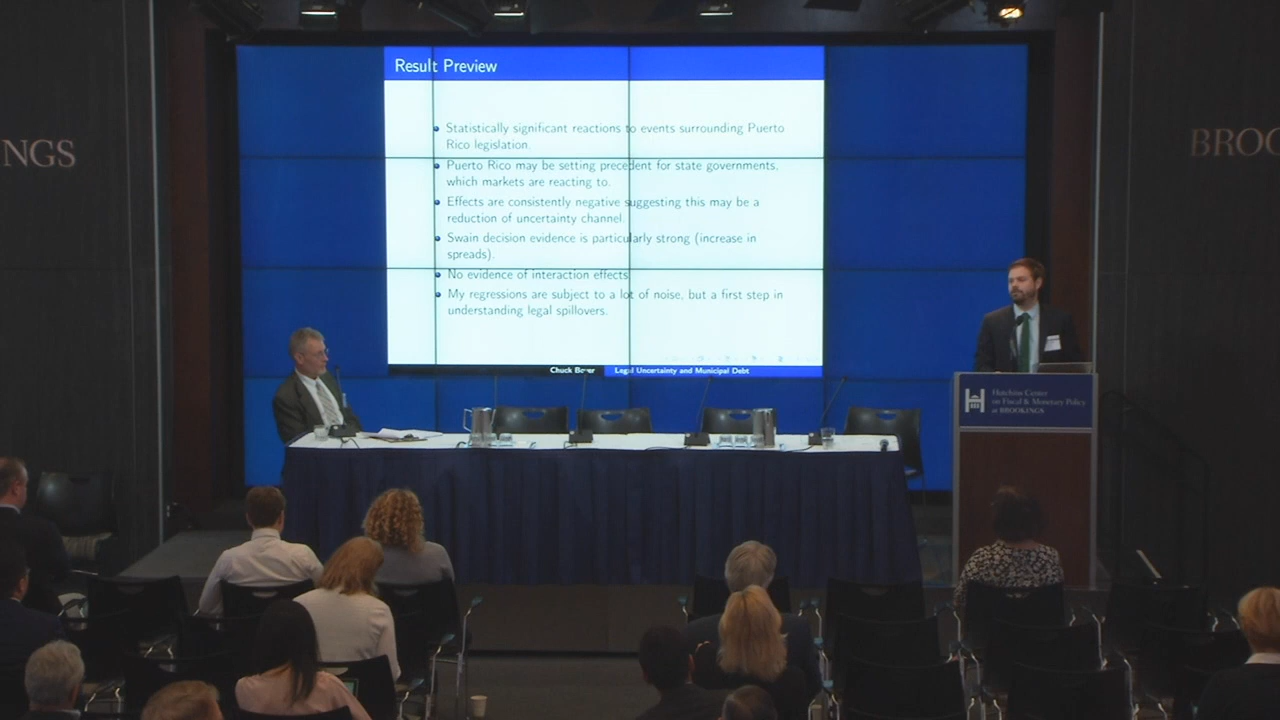 Result Preview
Statistically significant reactions to events surrounding Puerto
Rico legislation.
Puerto Rico may be setting precedent for state governments,
which markets are reacting to.
Effects are consistently negative suggesting this may be a
reduction of uncertainty channel.
Swain decision evidence is particularly strong (increase in
spreads).
No evidence of interaction effects
My regressions are subject to a lot of noise, but a first step in
understanding legal spillovers.
Chuck Legal Uncertainty and Municipal Debt
NGS
BROO
Hutchins Center
on Fiscal & Monetary Policy
at BROOKINGS